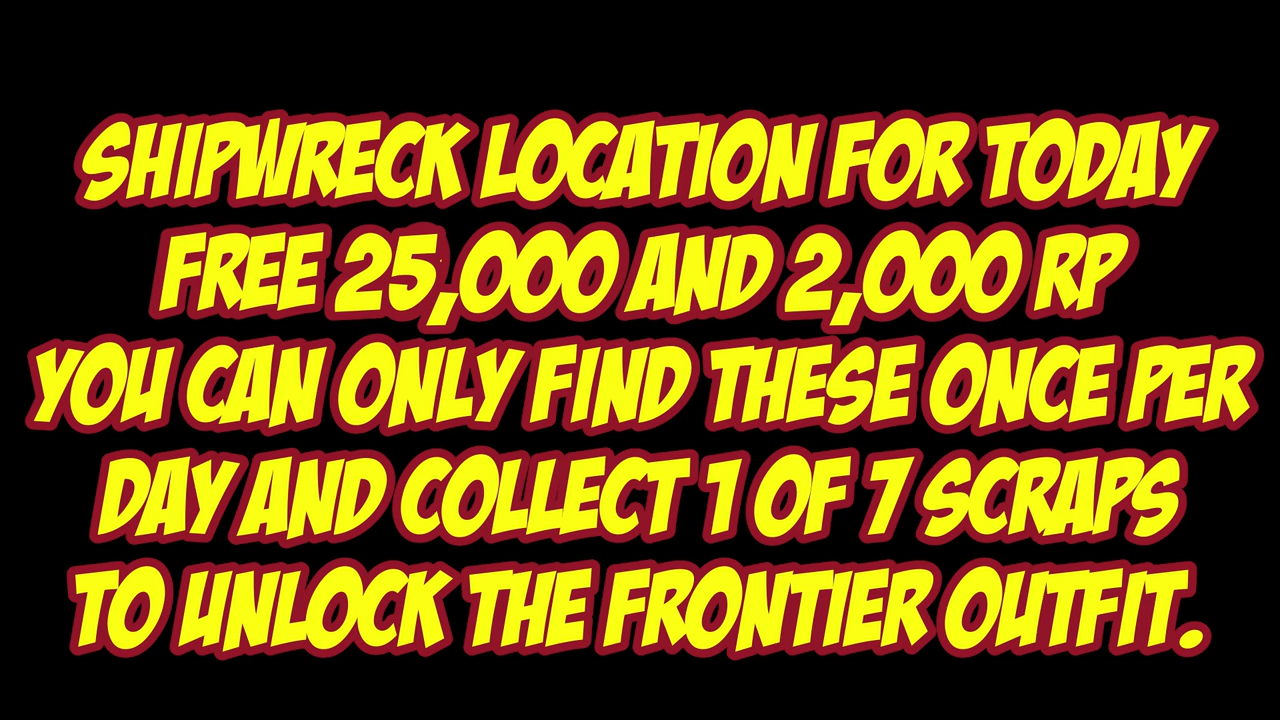 SHIPWRECK LOCATION FOR TODAY
FREE 25,000 AND 2,000 RP
YOU CAN ONLY FIND THESE ONCE PER
DAY AND COLLECT 1 OF 7 SCRAPS
TO UNLOCK THE FRONTIER OUTFIT.